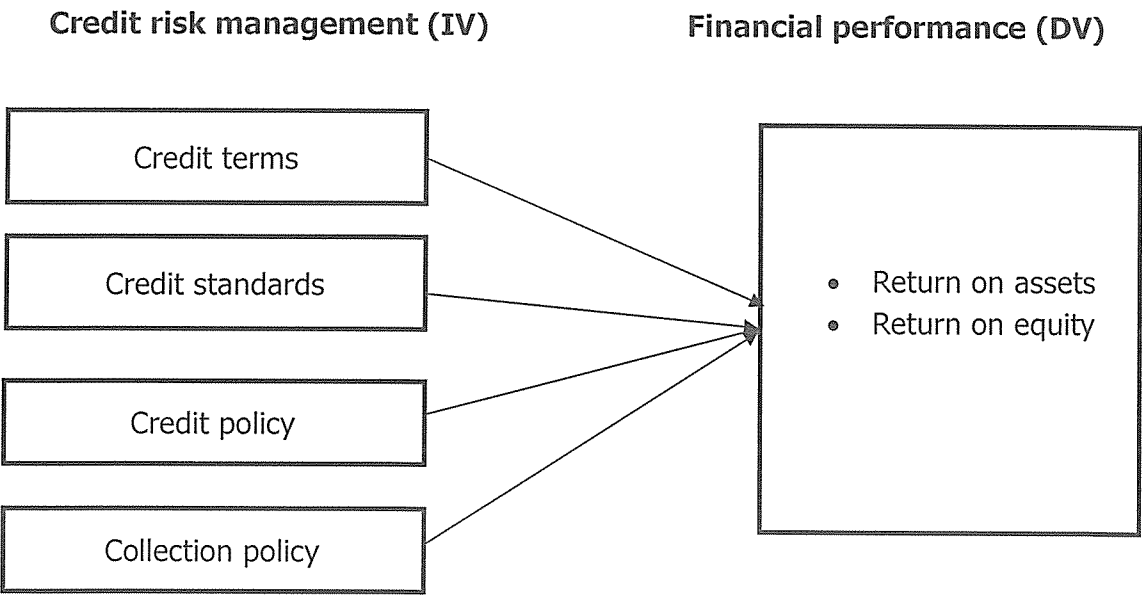 Credit risk management (IV)
Financial performance (DV)
Credit terms
Credit standards
Credit policy
Collection policy
• Return on assets
• Return on equity